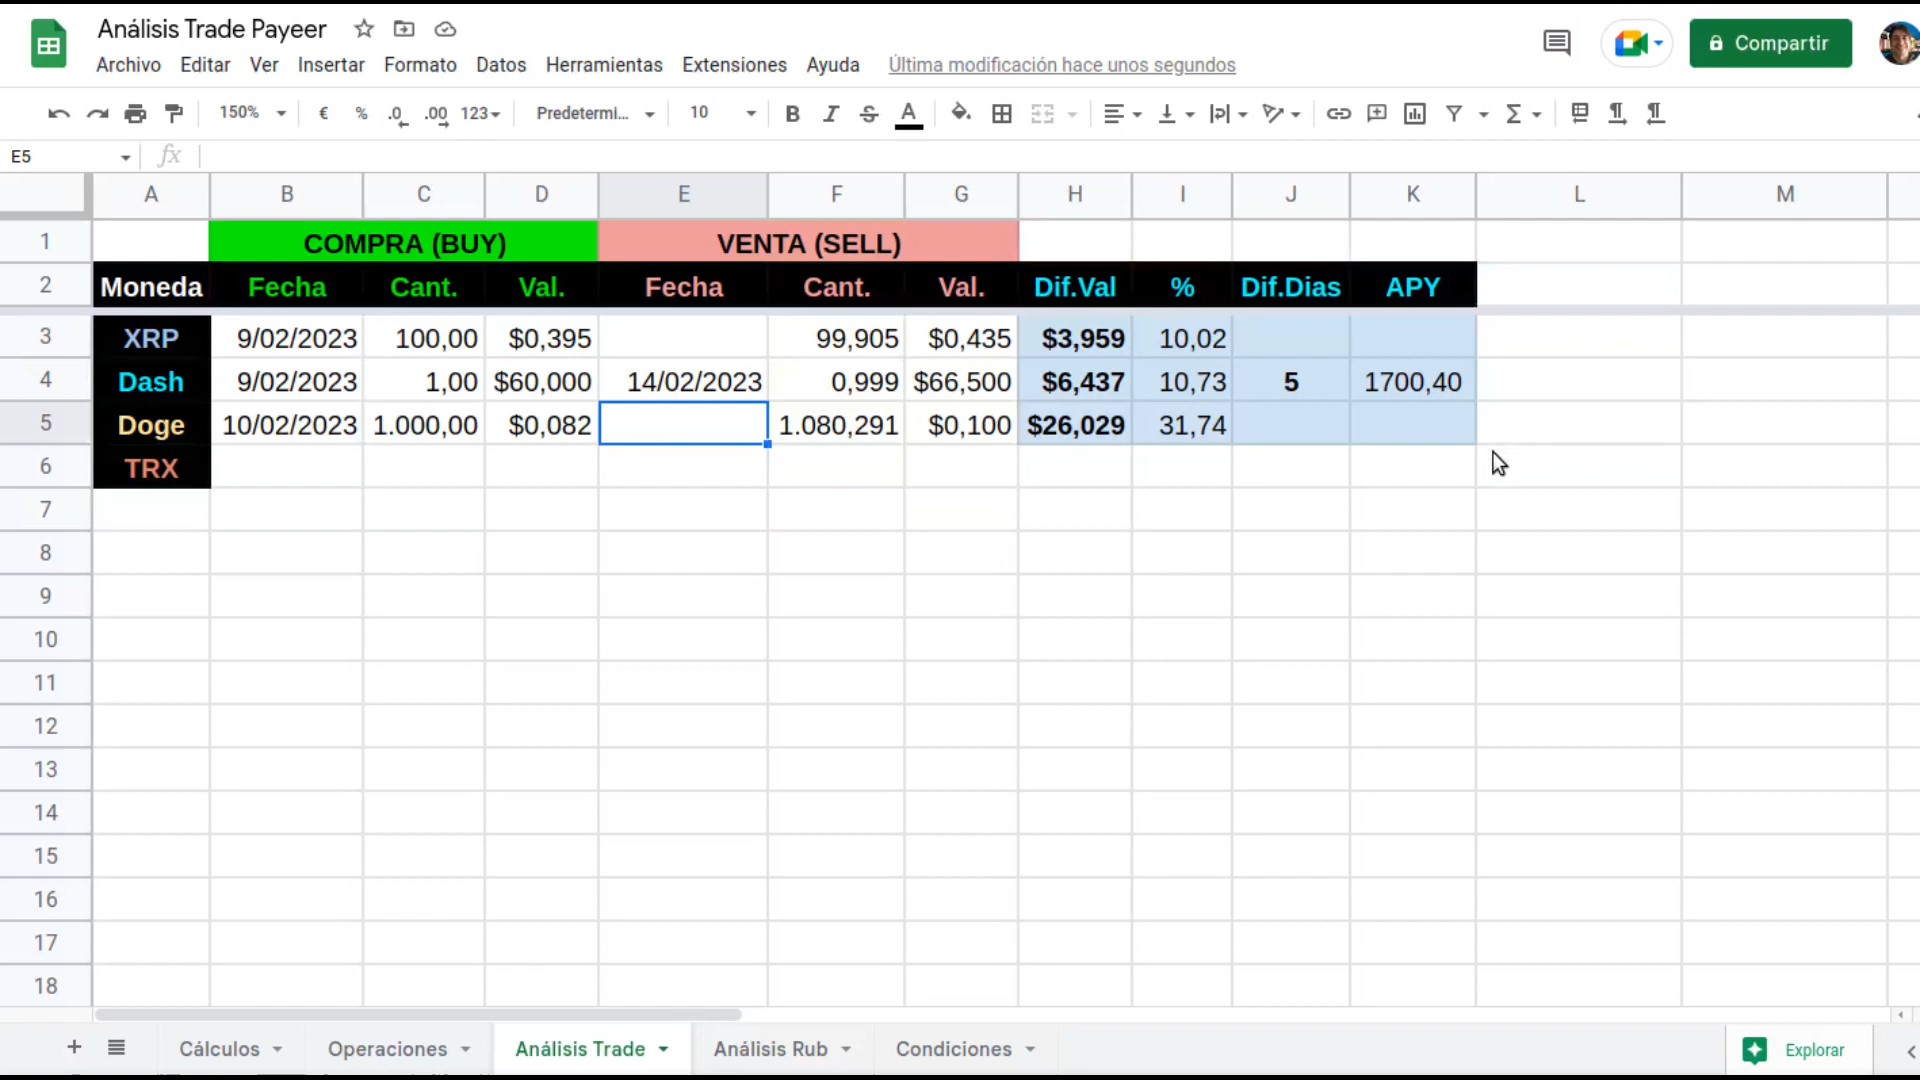 Análisis Trade Payeer
Archivo Editar Ver Insertar Formato Datos Herramientas Extensiones Ayuda Última modificación hace unos segundos
Compartir
150% € % .0 .00 123 Predetermi... 10 B I S A
E5 fx
A B C D E F G H I J K L M
1 COMPRA (BUY) VENTA (SELL)
2 Moneda Fecha Cant. Val. Fecha Cant. Val. Dif.Val % Dif.Dias APY
3 XRP 9/02/2023 100,00 $0,395 99,905 $0,435 $3,959 10,02
4 Dash 9/02/2023 1,00 $60,000 14/02/2023 0,999 $66,500 $6,437 10,73 5 1700,40
5 Doge 10/02/2023 1.000,00 $0,082 1.080,291 $0,100 $26,029 31,74
6 TRX
7
8
9
10
11
12
13
14
15
16
17
18
Cálculos Operaciones Análisis Trade Análisis Rub Condiciones Explorar